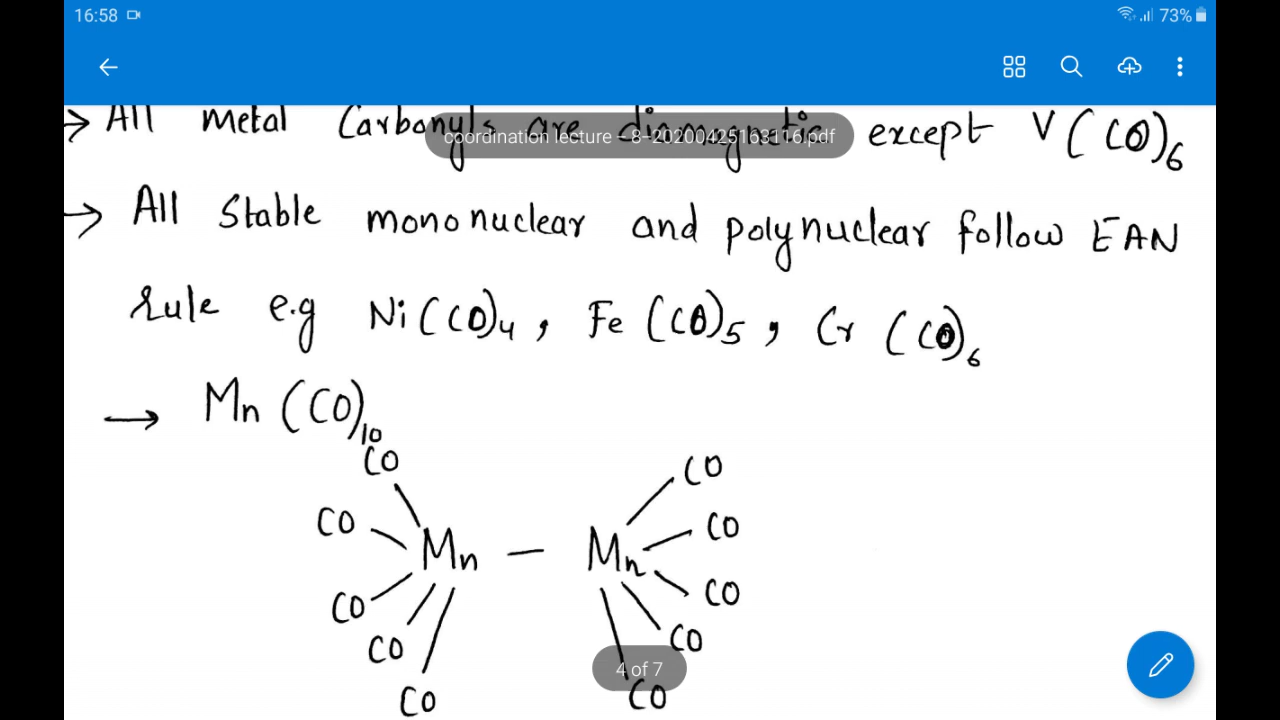 16:58 73%
→ All metal Carbonyls are diamagnetic except V(CO)6
coordination lecture - 8-20200425163116.pdf
→ All Stable mononuclear and polynuclear follow EAN
rule e.g Ni(CO)4, Fe(CO)5, Cr(CO)6
→ Mn(CO)10
CO CO
CO CO
Mn – Mn
CO CO
CO CO
CO CO
4 of 7